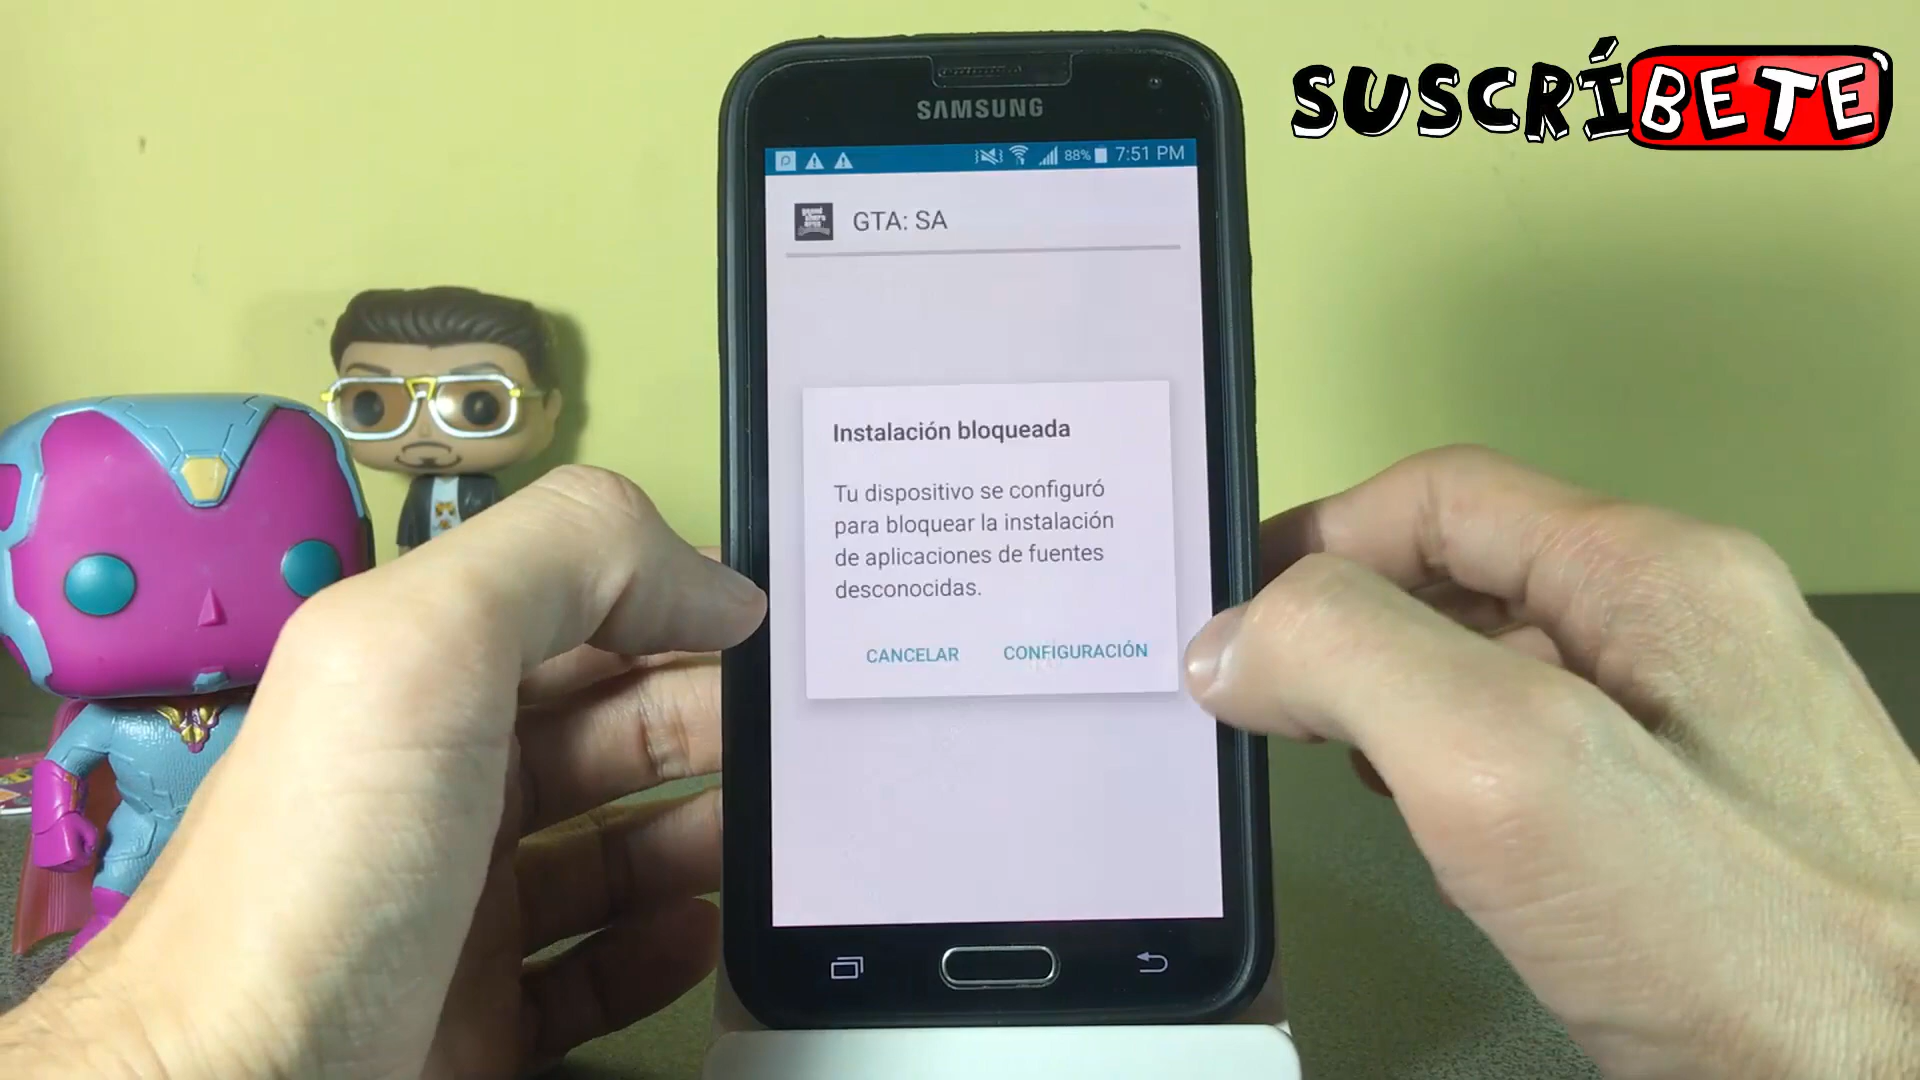 SUSCRÍBETE
SAMSUNG
88% 7:51 PM
GTA: SA
Instalación bloqueada
Tu dispositivo se configuró
para bloquear la instalación
de aplicaciones de fuentes
desconocidas.
CANCELAR CONFIGURACIÓN